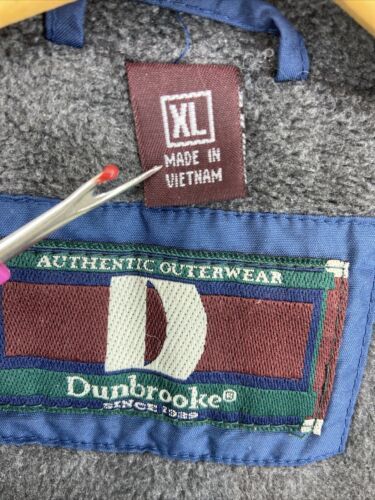 XL
MADE IN
VIETNAM
AUTHENTIC OUTERWEAR
D
Dunbrooke®
SINCE 1939